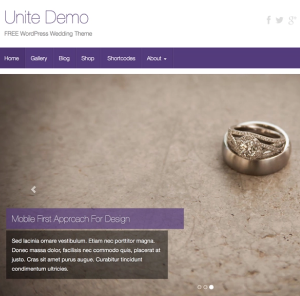 Unite Demo
FREE WordPress Wedding Theme
Home Gallery Blog Shop Shortcodes About
Mobile First Approach For Design
Sed lacinia ornare vestibulum. Etiam nec porttitor magna.
Donec massa dolor, facilisis nec commodo quis, placerat at
justo. Cras sit amet purus augue. Curabitur tincidunt
condimentum ultricies.